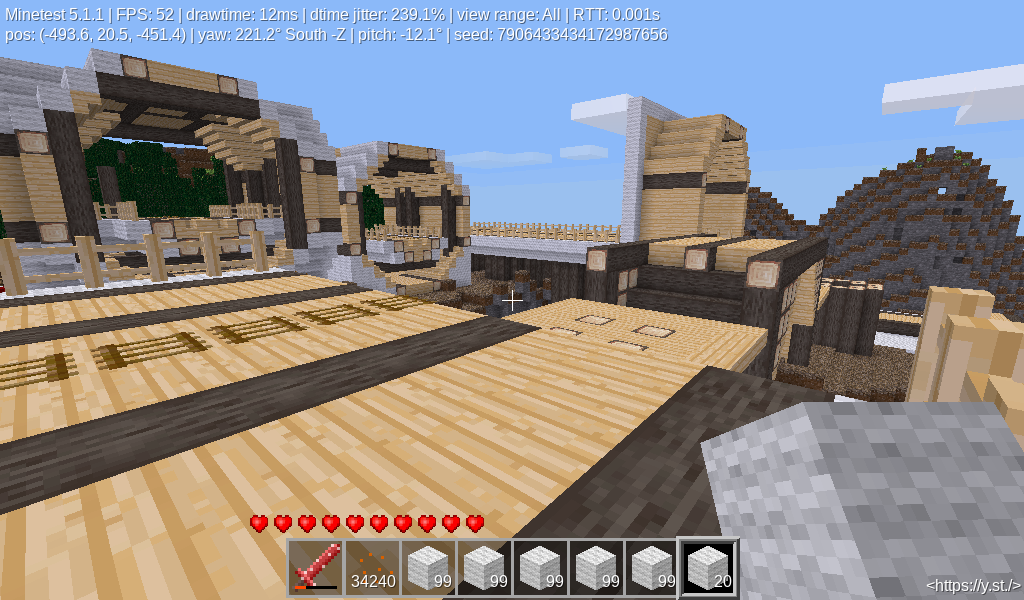 Minetest 5.1.1 | FPS: 52 | drawtime: 12ms | dtime jitter: 239.1% | view range: All | RTT: 0.001s
pos: (-493.6, 20.5, -451.4) | yaw: 221.2° South -Z | pitch: -12.1° | seed: 7906433434172987656
34240 99 99 99 99 99 20
<https://y.st./>